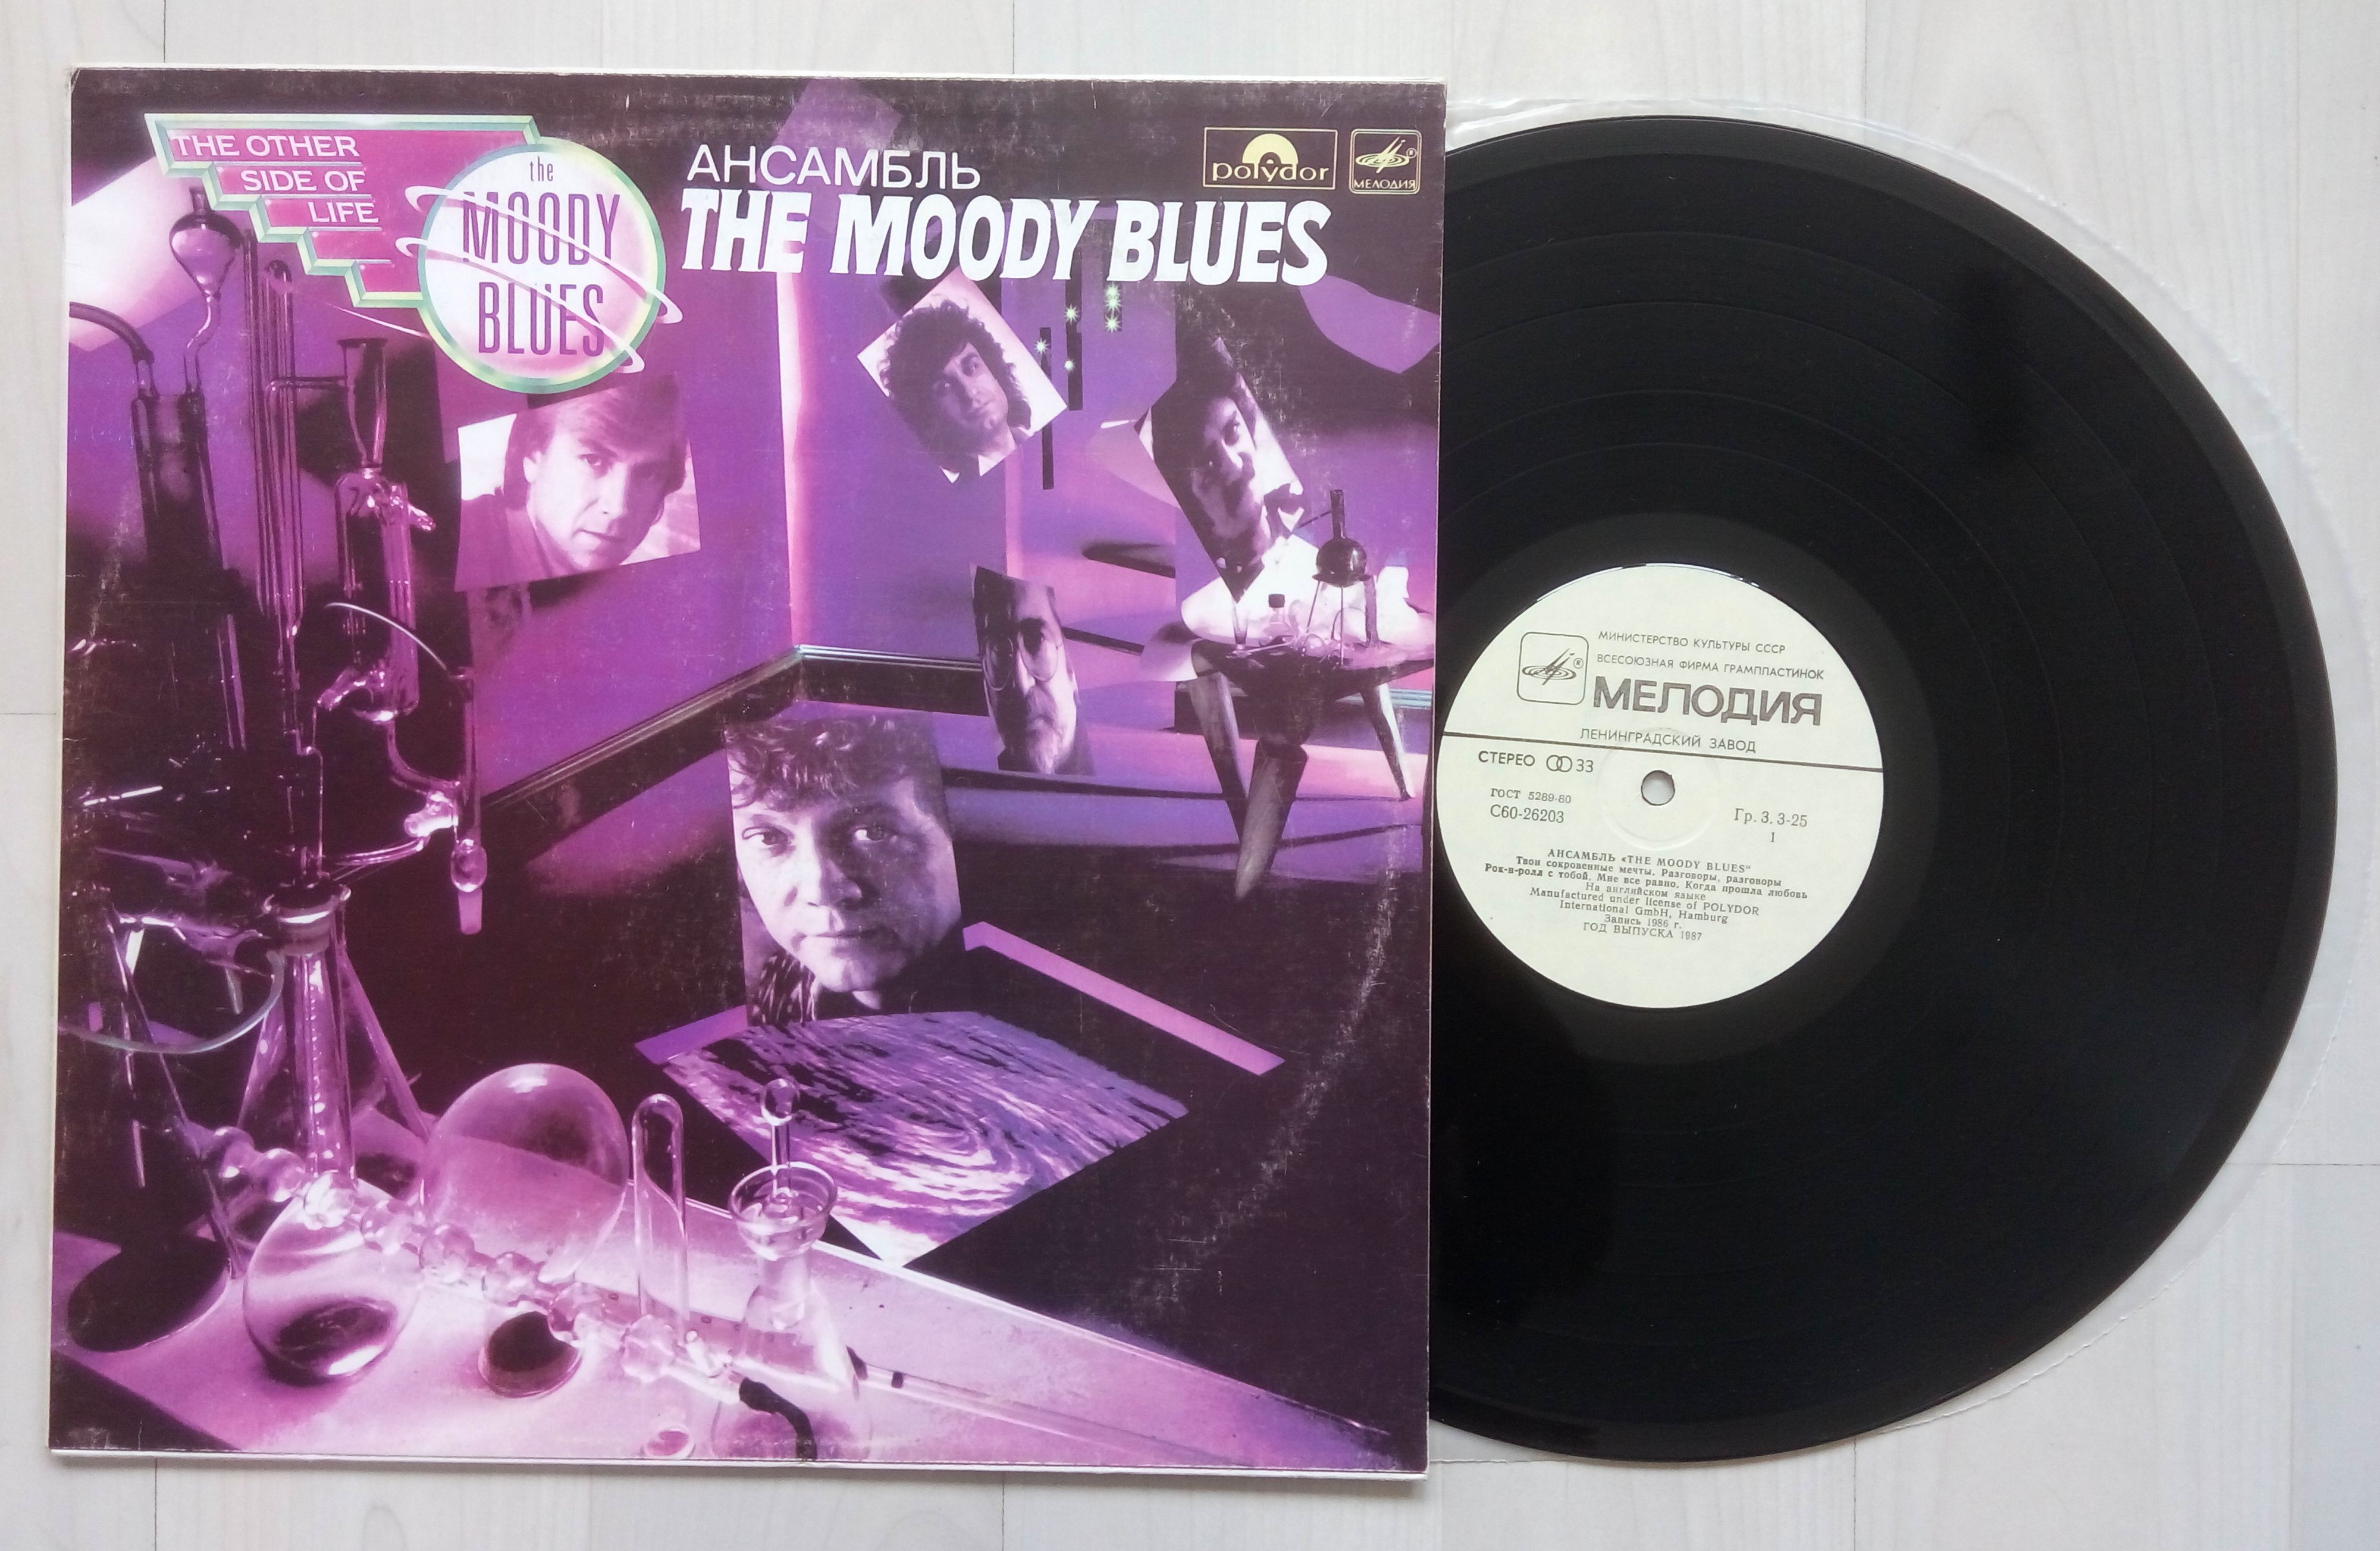 THE OTHER
SIDE OF
LIFE
the
MOODY
BLUES
АНСАМБЛЬ
THE MOODY BLUES
polydor
МЕЛОДИЯ
МИНИСТЕРСТВО КУЛЬТУРЫ СССР
ВСЕСОЮЗНАЯ ФИРМА ГРАМПЛАСТИНОК
МЕЛОДИЯ
ЛЕНИНГРАДСКИЙ ЗАВОД
СТЕРЕО 33
ГОСТ 5289-80
С60-26203
Гр. 3. 3-25
1
АНСАМБЛЬ «THE MOODY BLUES"
Твои сокровенные мечты. Разговоры, разговоры
Рок-н-ролл с тобой. Мне все равно. Когда прошла любовь
На английском языке
Manufactured under license of POLYDOR
International GmbH, Hamburg
Запись 1986 г.
ГОД ВЫПУСКА 1987